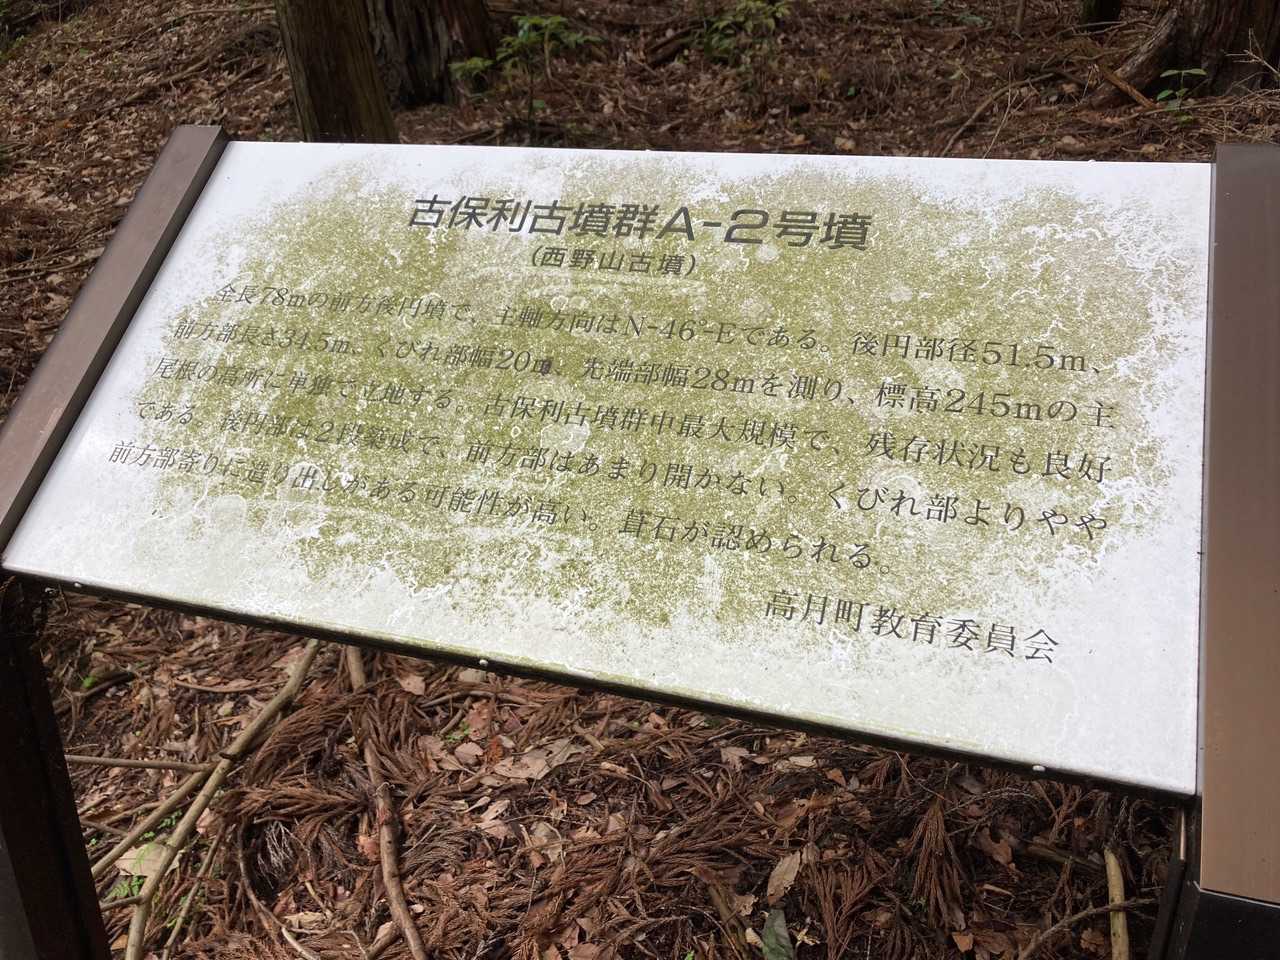 古保利古墳群A-2号墳
(西野山古墳)
全長78mの前方後円墳で、主軸方向はN-46°-Eである。後円部径51.5m、
前方部長さ34.5m、くびれ部幅20m、先端部幅28mを測り、標高245mの主
尾根の高所に単独で立地する。古保利古墳群中最大規模で、残存状況も良好
である。後円部は2段築成で、前方部はあまり開かない。くびれ部よりやや
前方部寄りに造り出しがある可能性が高い。葺石が認められる。
高月町教育委員会